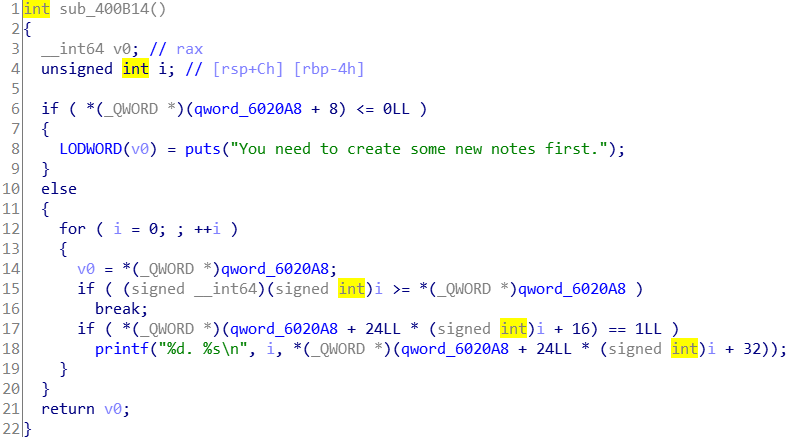 1 int sub_400B14()
2 {
3   __int64 v0; // rax
4   unsigned int i; // [rsp+Ch] [rbp-4h]
5
6   if ( *(_QWORD *)(qword_6020A8 + 8) <= 0LL )
7   {
8     LODWORD(v0) = puts("You need to create some new notes first.");
9   }
10   else
11   {
12     for ( i = 0; ; ++i )
13     {
14       v0 = *(_QWORD *)qword_6020A8;
15       if ( (signed __int64)(signed int)i >= *(_QWORD *)qword_6020A8 )
16         break;
17       if ( *(_QWORD *)(qword_6020A8 + 24LL * (signed int)i + 16) == 1LL )
18         printf("%d. %s\n", i, *(_QWORD *)(qword_6020A8 + 24LL * (signed int)i + 32));
19     }
20   }
21   return v0;
22 }